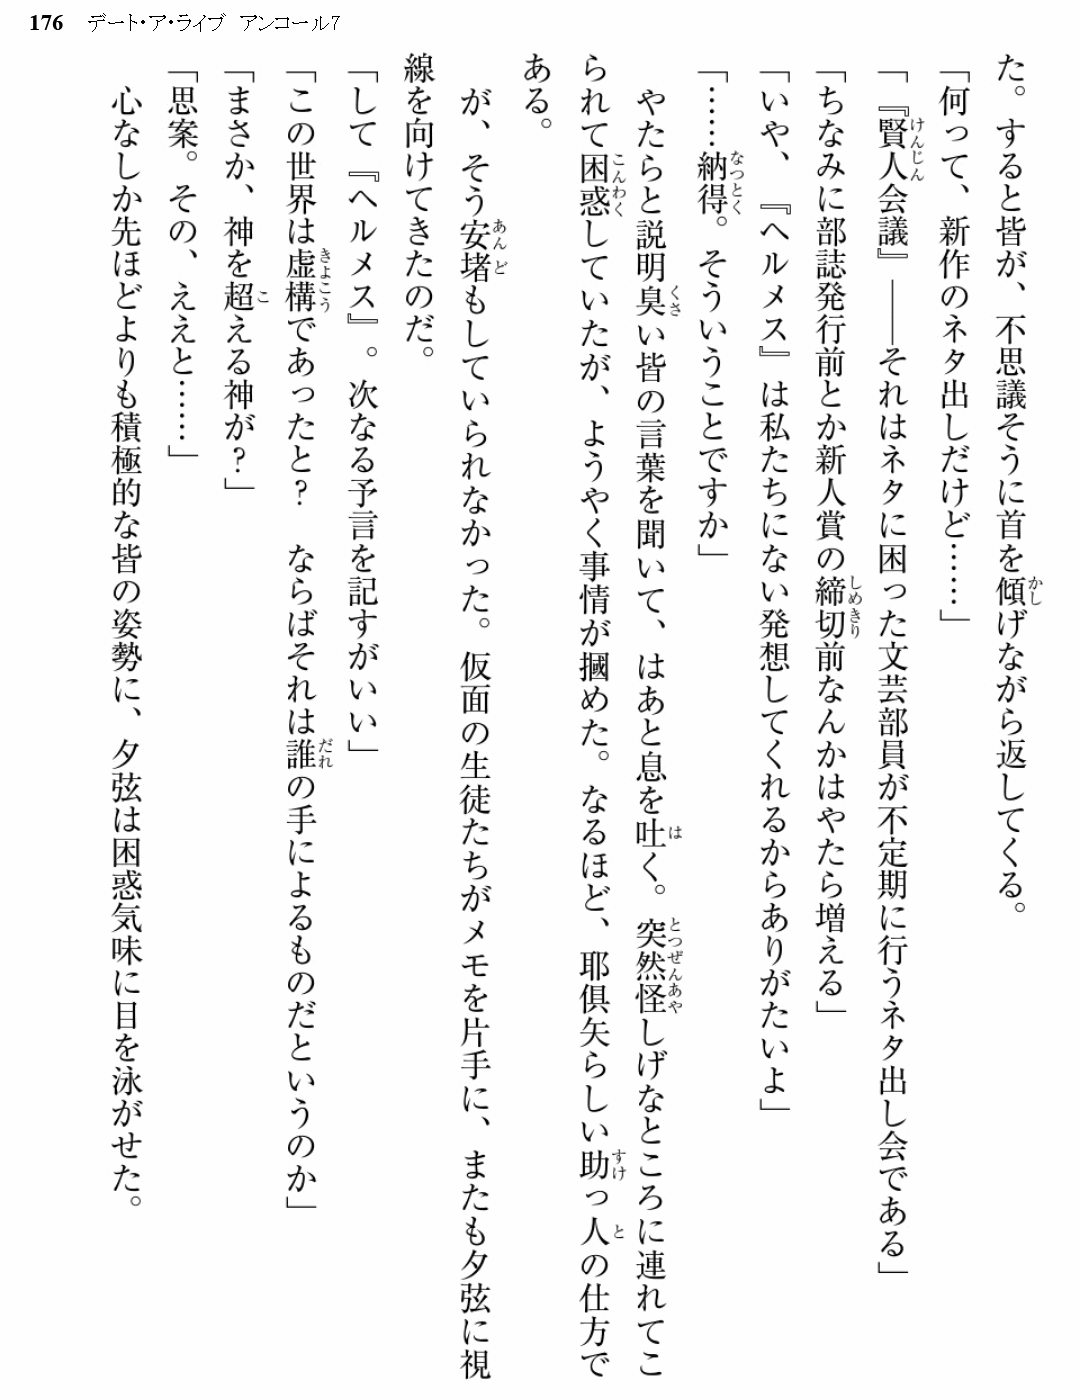 176 デート・ア・ライブ アンコール7
た。すると皆が、不思議そうに首を傾げながら返してくる。
「何って、新作のネタ出しだけど……」
「『賢人会議』――それはネタに困った文芸部員が不定期に行うネタ出し会である」
「ちなみに部誌発行前とか新人賞の締切前なんかはやたら増える」
「いや、『ヘルメス』は私たちにない発想してくれるからありがたいよ」
「……納得。そういうことですか」
やたらと説明臭い皆の言葉を聞いて、はあと息を吐く。突然怪しげなところに連れてこ
られて困惑していたが、ようやく事情が摑めた。なるほど、耶倶矢らしい助っ人の仕方で
ある。
が、そう安堵もしていられなかった。仮面の生徒たちがメモを片手に、またも夕弦に視
線を向けてきたのだ。
「して『ヘルメス』。次なる予言を記すがいい」
「この世界は虚構であったと? ならばそれは誰の手によるものだというのか」
「まさか、神を超える神が?」
「思案。その、ええと……」
心なしか先ほどよりも積極的な皆の姿勢に、夕弦は困惑気味に目を泳がせた。